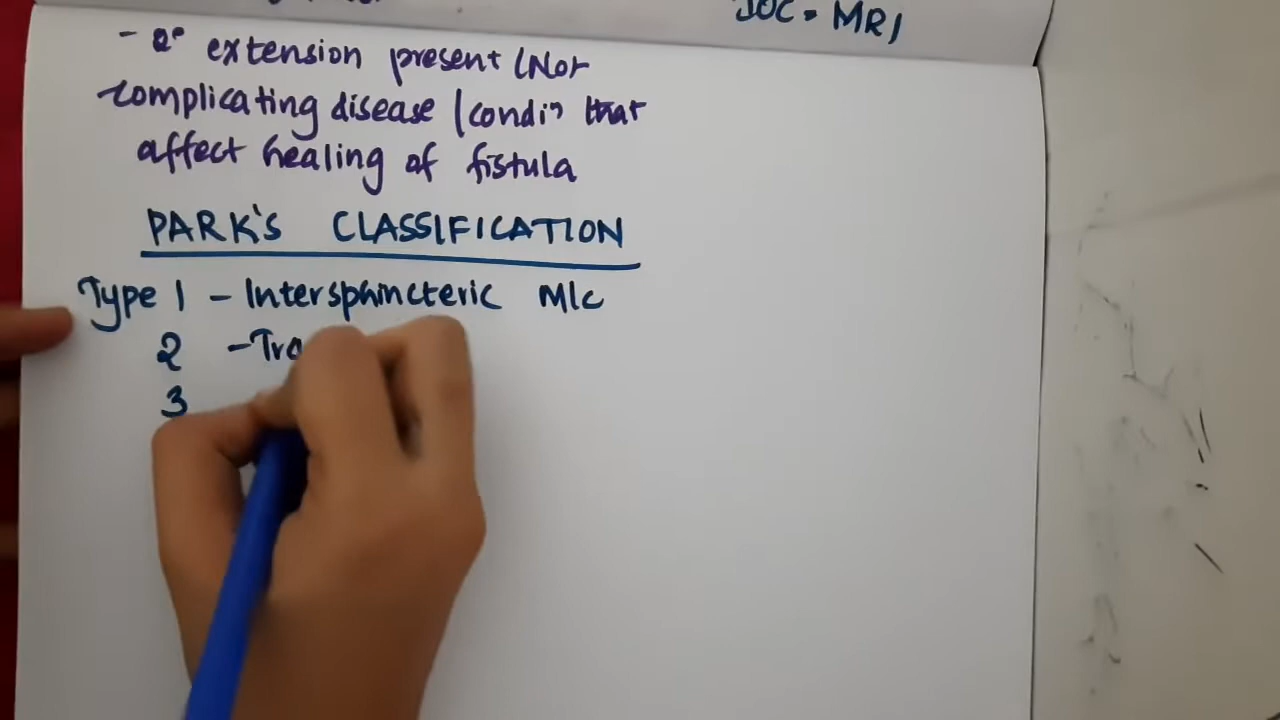 JOC = MRI
- 2° extension present (Nor
complicating disease / condiⁿ that
affect healing of fistula
PARK'S CLASSIFICATION
Type 1 - Intersphincteric M/c
2 - Tra
3